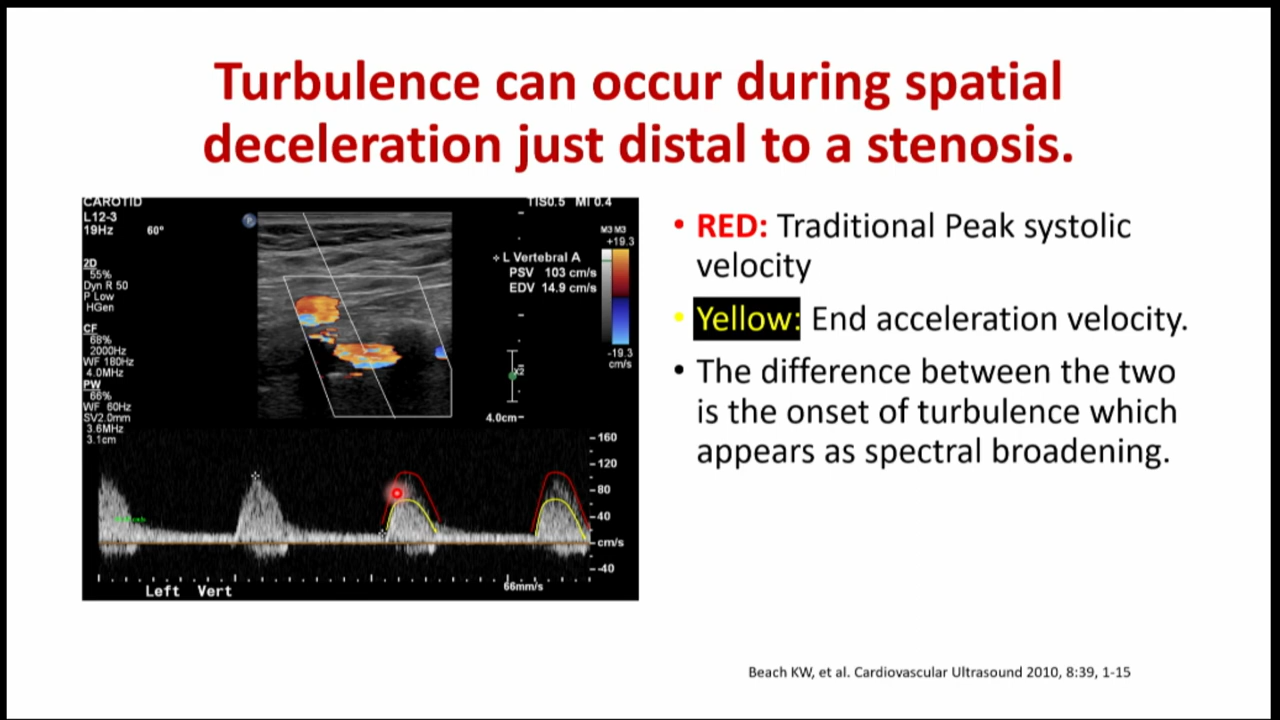 Turbulence can occur during spatial
deceleration just distal to a stenosis.
CAROTID
TIS0.5 MI 0.4
L12-3
19Hz 60°
2D
55%
Dyn R 50
P Low
HGen
CF
68%
2000Hz
WF 180Hz
4.0MHz
PW
66%
WF 60Hz
SV2.0mm
3.6MHz
3.1cm
M3 M3
+19.3
L Vertebral A
PSV 103 cm/s
EDV 14.9 cm/s
-19.3
cm/s
4.0cm
160
120
80
40
cm/s
-40
66mm/s
Left Vert
• RED: Traditional Peak systolic
velocity
• Yellow: End acceleration velocity.
• The difference between the two
is the onset of turbulence which
appears as spectral broadening.
Beach KW, et al. Cardiovascular Ultrasound 2010, 8:39, 1-15